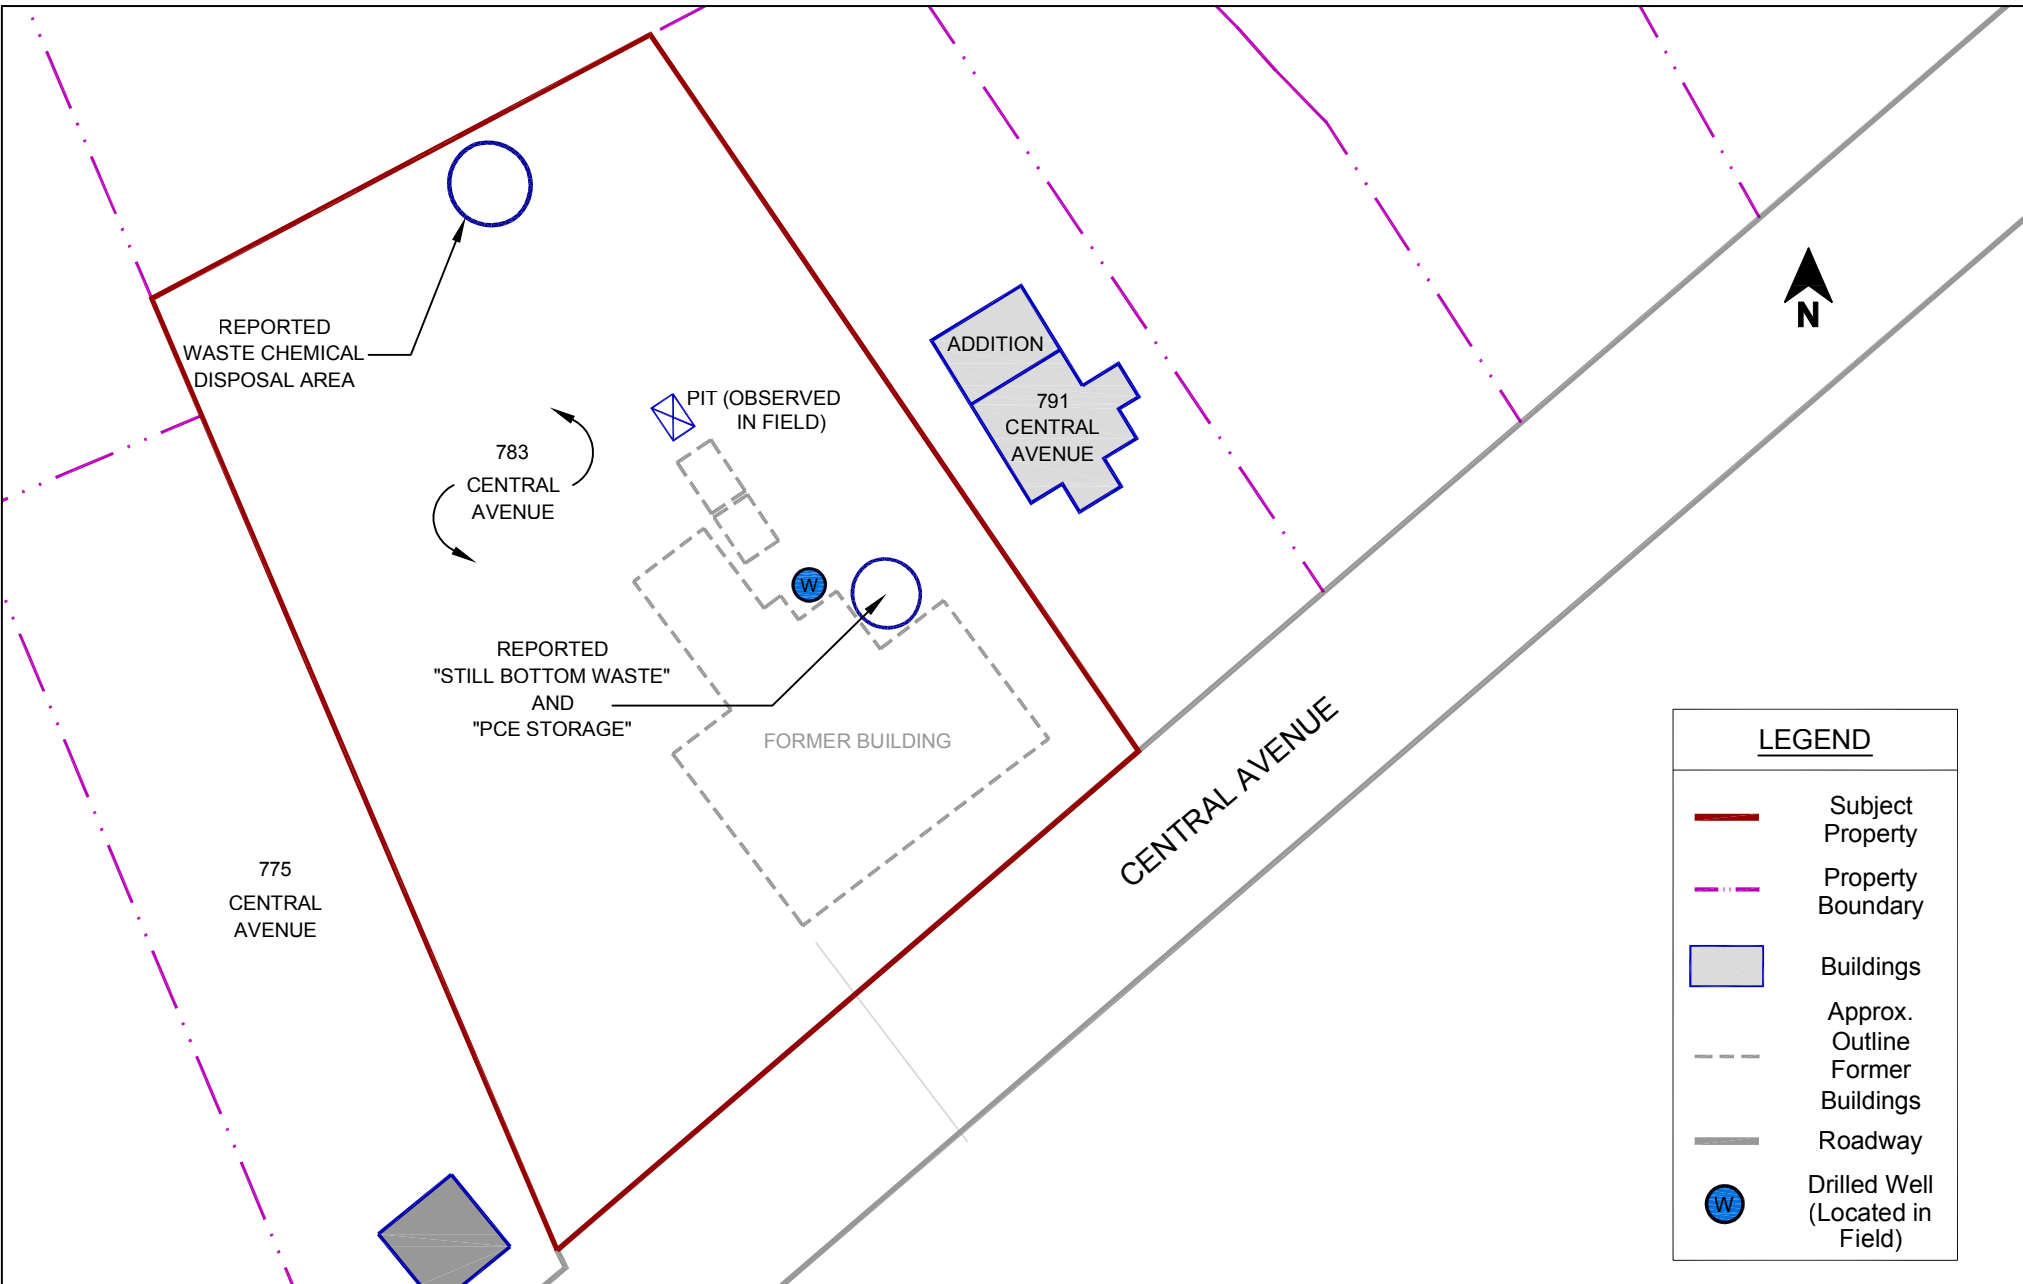 REPORTED
WASTE CHEMICAL
DISPOSAL AREA
PIT (OBSERVED
IN FIELD)
783
CENTRAL
AVENUE
ADDITION
791
CENTRAL
AVENUE
N
W
REPORTED
"STILL BOTTOM WASTE"
AND
"PCE STORAGE"
FORMER BUILDING
CENTRAL AVENUE
775
CENTRAL
AVENUE
LEGEND
Subject
Property
Property
Boundary
Buildings
Approx.
Outline
Former
Buildings
Roadway
W
Drilled Well
(Located in
Field)